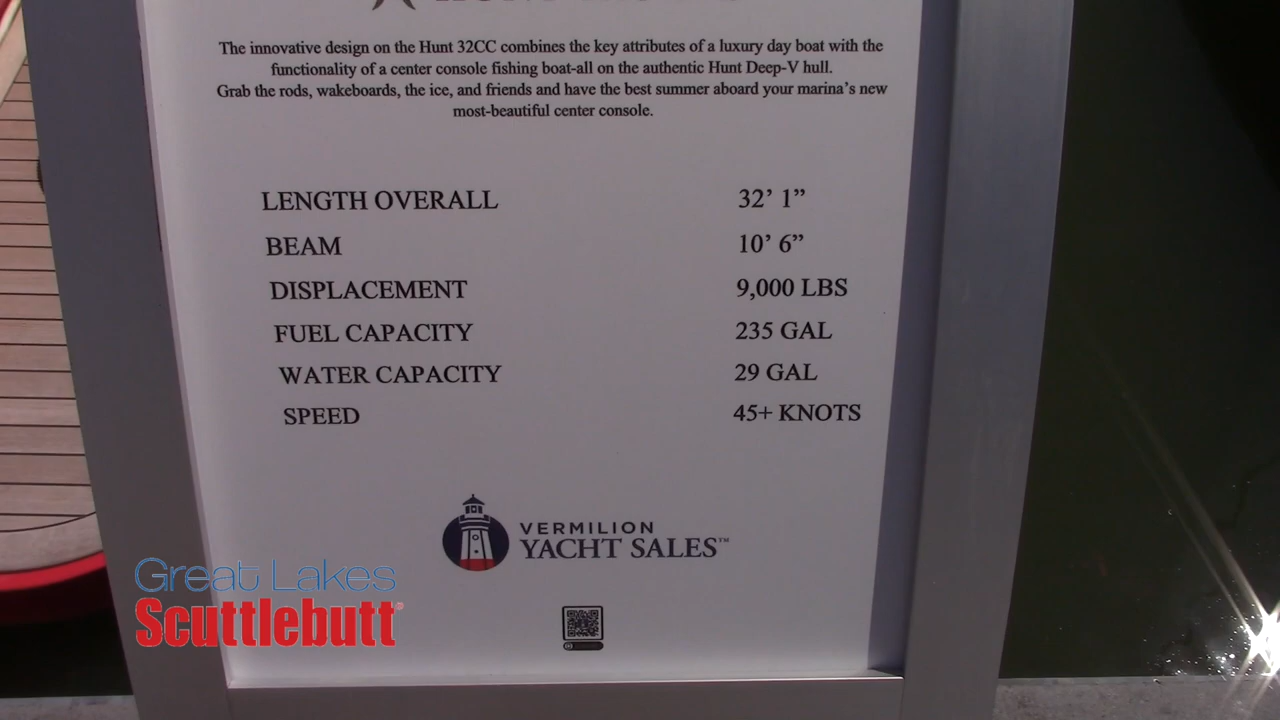 The innovative design on the Hunt 32CC combines the key attributes of a luxury day boat with the
functionality of a center console fishing boat-all on the authentic Hunt Deep-V hull.
Grab the rods, wakeboards, the ice, and friends and have the best summer aboard your marina's new
most-beautiful center console.
LENGTH OVERALL 32' 1"
BEAM 10' 6"
DISPLACEMENT 9,000 LBS
FUEL CAPACITY 235 GAL
WATER CAPACITY 29 GAL
SPEED 45+ KNOTS
VERMILION
YACHT SALES™
Great Lakes
Scuttlebutt